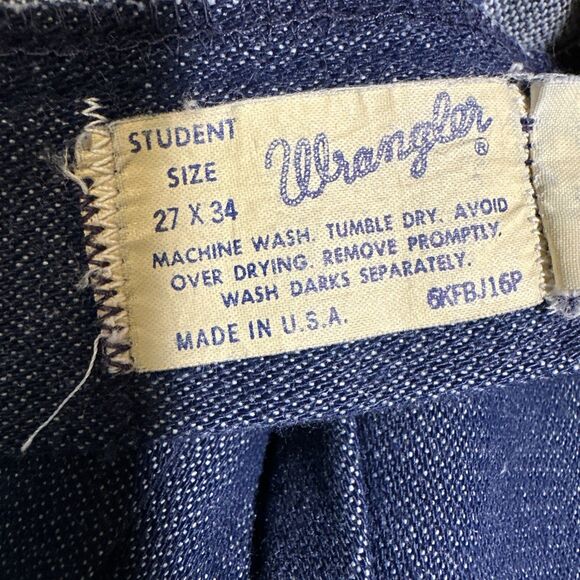 STUDENT
SIZE
27 X 34
Wrangler®
MACHINE WASH. TUMBLE DRY. AVOID
OVER DRYING. REMOVE PROMPTLY.
WASH DARKS SEPARATELY.
6KFBJ16P
MADE IN U.S.A.